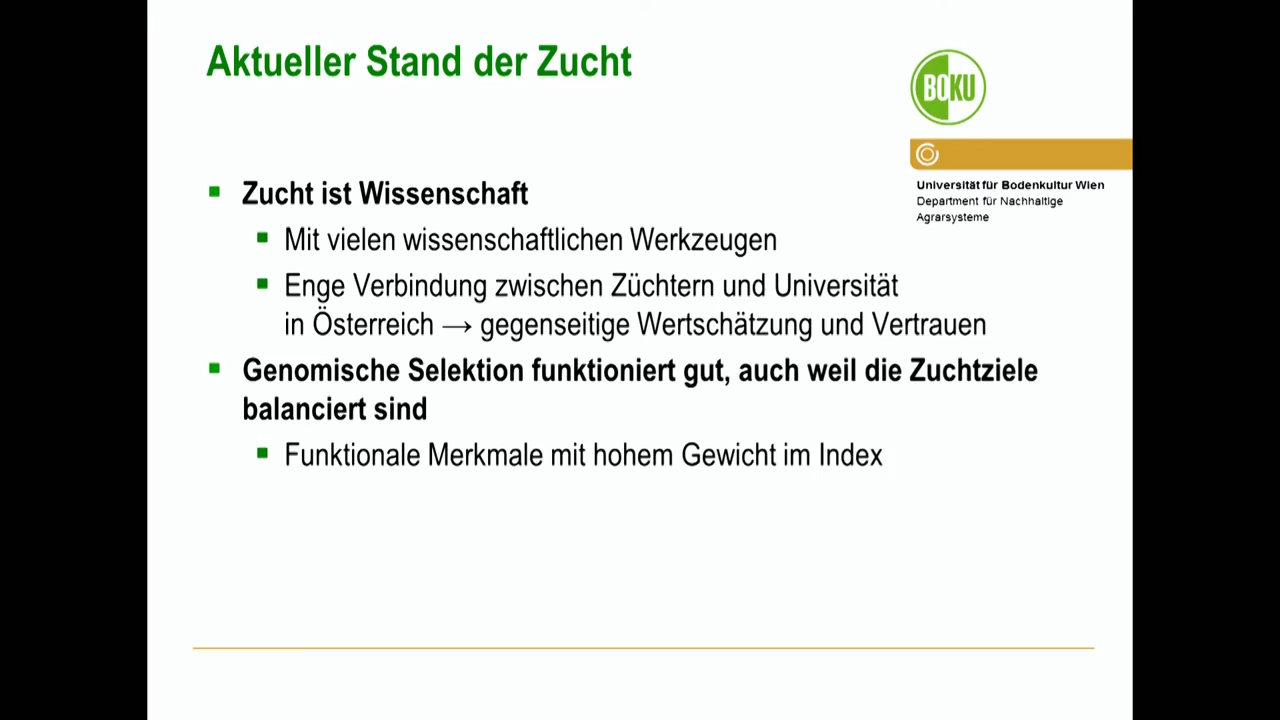 Aktueller Stand der Zucht
BOKU
Universität für Bodenkultur Wien
Department für Nachhaltige
Agrarsysteme
Zucht ist Wissenschaft
Mit vielen wissenschaftlichen Werkzeugen
Enge Verbindung zwischen Züchtern und Universität
in Österreich → gegenseitige Wertschätzung und Vertrauen
Genomische Selektion funktioniert gut, auch weil die Zuchtziele
balanciert sind
Funktionale Merkmale mit hohem Gewicht im Index